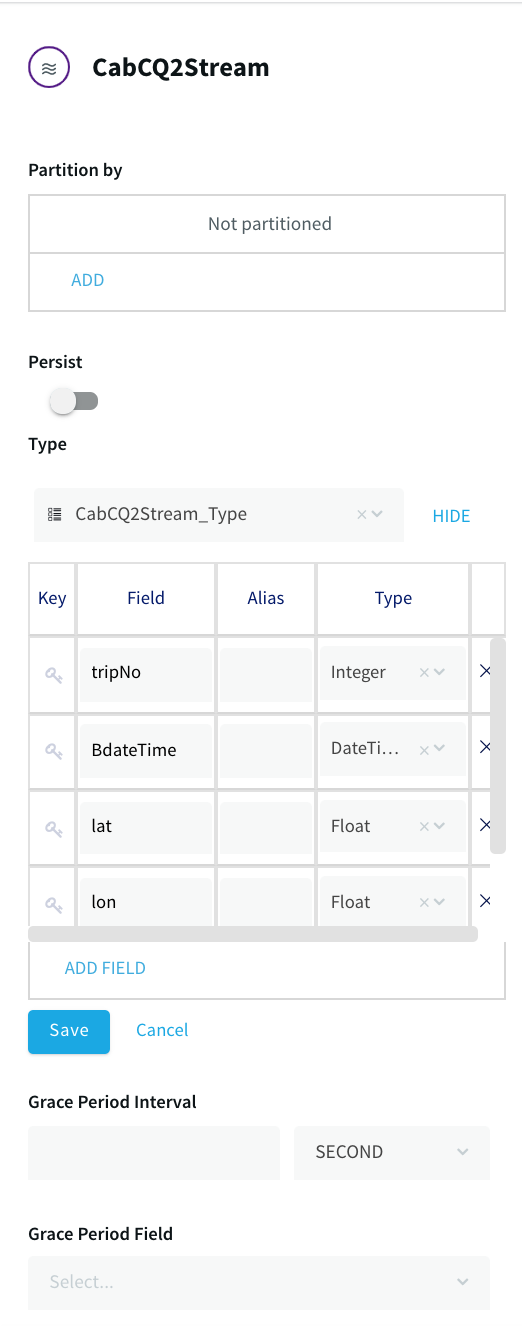 CabCQ2Stream
Partition by
Not partitioned
ADD
Persist
Type
CabCQ2Stream_Type
HIDE
Key Field Alias Type
tripNo Integer
BdateTime DateTi...
lat Float
lon Float
ADD FIELD
Save Cancel
Grace Period Interval
SECOND
Grace Period Field
Select...